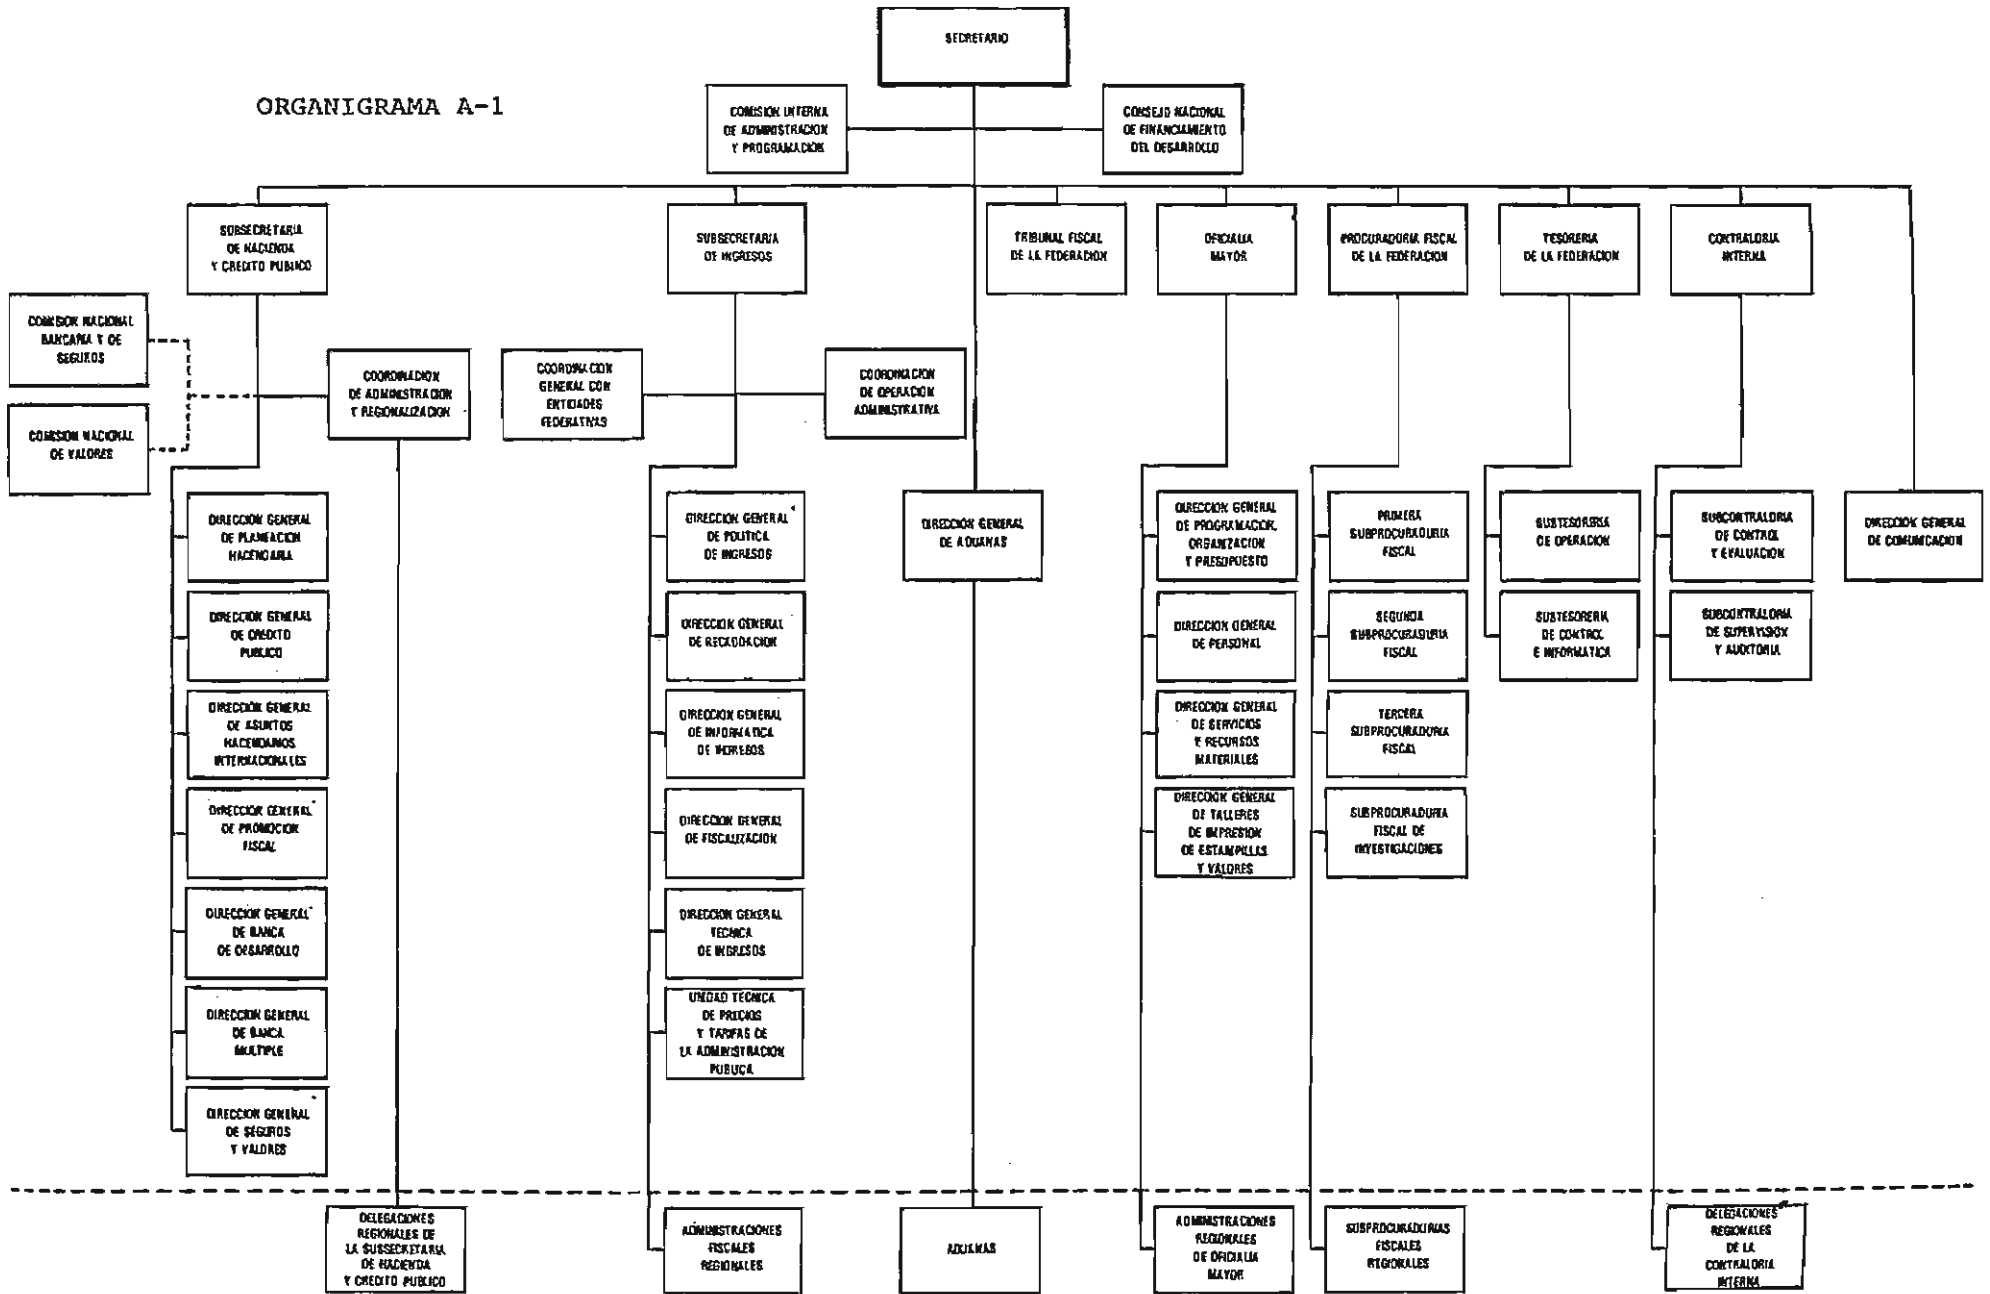 SECRETARIO
ORGANIGRAMA A-1
COMISION INTERNA
DE ADMINISTRACION
Y PROGRAMACION
CONSEJO NACIONAL
DE FINANCIAMIENTO
DEL DESARROLLO
SUBSECRETARIA
DE HACIENDA
Y CREDITO PUBLICO
SUBSECRETARIA
DE INGRESOS
TRIBUNAL FISCAL
DE LA FEDERACION
OFICIALIA
MAYOR
PROCURADURIA FISCAL
DE LA FEDERACION
TESORERIA
DE LA FEDERACION
CONTRALORIA
INTERNA
COMISION NACIONAL
BANCARIA Y DE
SEGUROS
COMISION NACIONAL
DE VALORES
COORDINACION
DE ADMINISTRACION
Y REGIONALIZACION
COORDINACION
GENERAL CON
ENTIDADES
FEDERATIVAS
COORDINACION
DE OPERACION
ADMINISTRATIVA
DIRECCION GENERAL
DE PLANEACION
HACENDARIA
DIRECCION GENERAL
DE CREDITO
PUBLICO
DIRECCION GENERAL
DE ASUNTOS
HACENDARIOS
INTERNACIONALES
DIRECCION GENERAL
DE PROMOCION
FISCAL
DIRECCION GENERAL
DE BANCA
DE DESARROLLO
DIRECCION GENERAL
DE BANCA
MULTIPLE
DIRECCION GENERAL
DE SEGUROS
Y VALORES
DIRECCION GENERAL
DE POLITICA
DE INGRESOS
DIRECCION GENERAL
DE RECAUDACION
DIRECCION GENERAL
DE INFORMATICA
DE INGRESOS
DIRECCION GENERAL
DE FISCALIZACION
DIRECCION GENERAL
TECNICA
DE INGRESOS
UNIDAD TECNICA
DE PRECIOS
Y TARIFAS DE
LA ADMINISTRACION
PUBLICA
DIRECCION GENERAL
DE ADUANAS
DIRECCION GENERAL
DE PROGRAMACION,
ORGANIZACION
Y PRESUPUESTO
DIRECCION GENERAL
DE PERSONAL
DIRECCION GENERAL
DE SERVICIOS
Y RECURSOS
MATERIALES
DIRECCION GENERAL
DE TALLERES
DE IMPRESION
DE ESTAMPILLAS
Y VALORES
PRIMERA
SUBPROCURADURIA
FISCAL
SEGUNDA
SUBPROCURADURIA
FISCAL
TERCERA
SUBPROCURADURIA
FISCAL
SUBPROCURADURIA
FISCAL DE
INVESTIGACIONES
SUBTESORERIA
DE OPERACION
SUBTESORERIA
DE CONTROL
E INFORMATICA
SUBCONTRALORIA
DE CONTROL
Y EVALUACION
SUBCONTRALORIA
DE SUPERVISION
Y AUDITORIA
DIRECCION GENERAL
DE COMUNICACION
DELEGACIONES
REGIONALES DE
LA SUBSECRETARIA
DE HACIENDA
Y CREDITO PUBLICO
ADMINISTRACIONES
FISCALES
REGIONALES
ADUANAS
ADMINISTRACIONES
REGIONALES
DE OFICIALIA
MAYOR
SUBPROCURADURIAS
FISCALES
REGIONALES
DELEGACIONES
REGIONALES
DE LA
CONTRALORIA
INTERNA